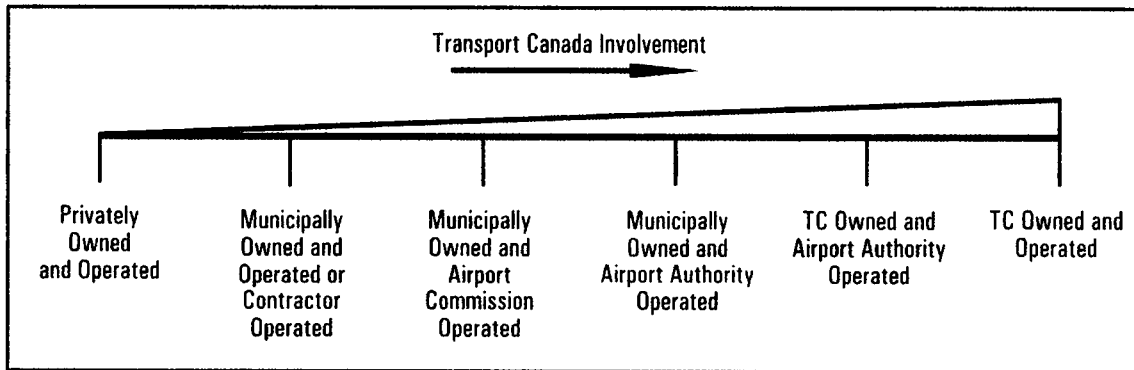 Transport Canada Involvement
Privately
Owned
and Operated
Municipally
Owned and
Operated or
Contractor
Operated
Municipally
Owned and
Airport
Commission
Operated
Municipally
Owned and
Airport Authority
Operated
TC Owned and
Airport Authority
Operated
TC Owned and
Operated